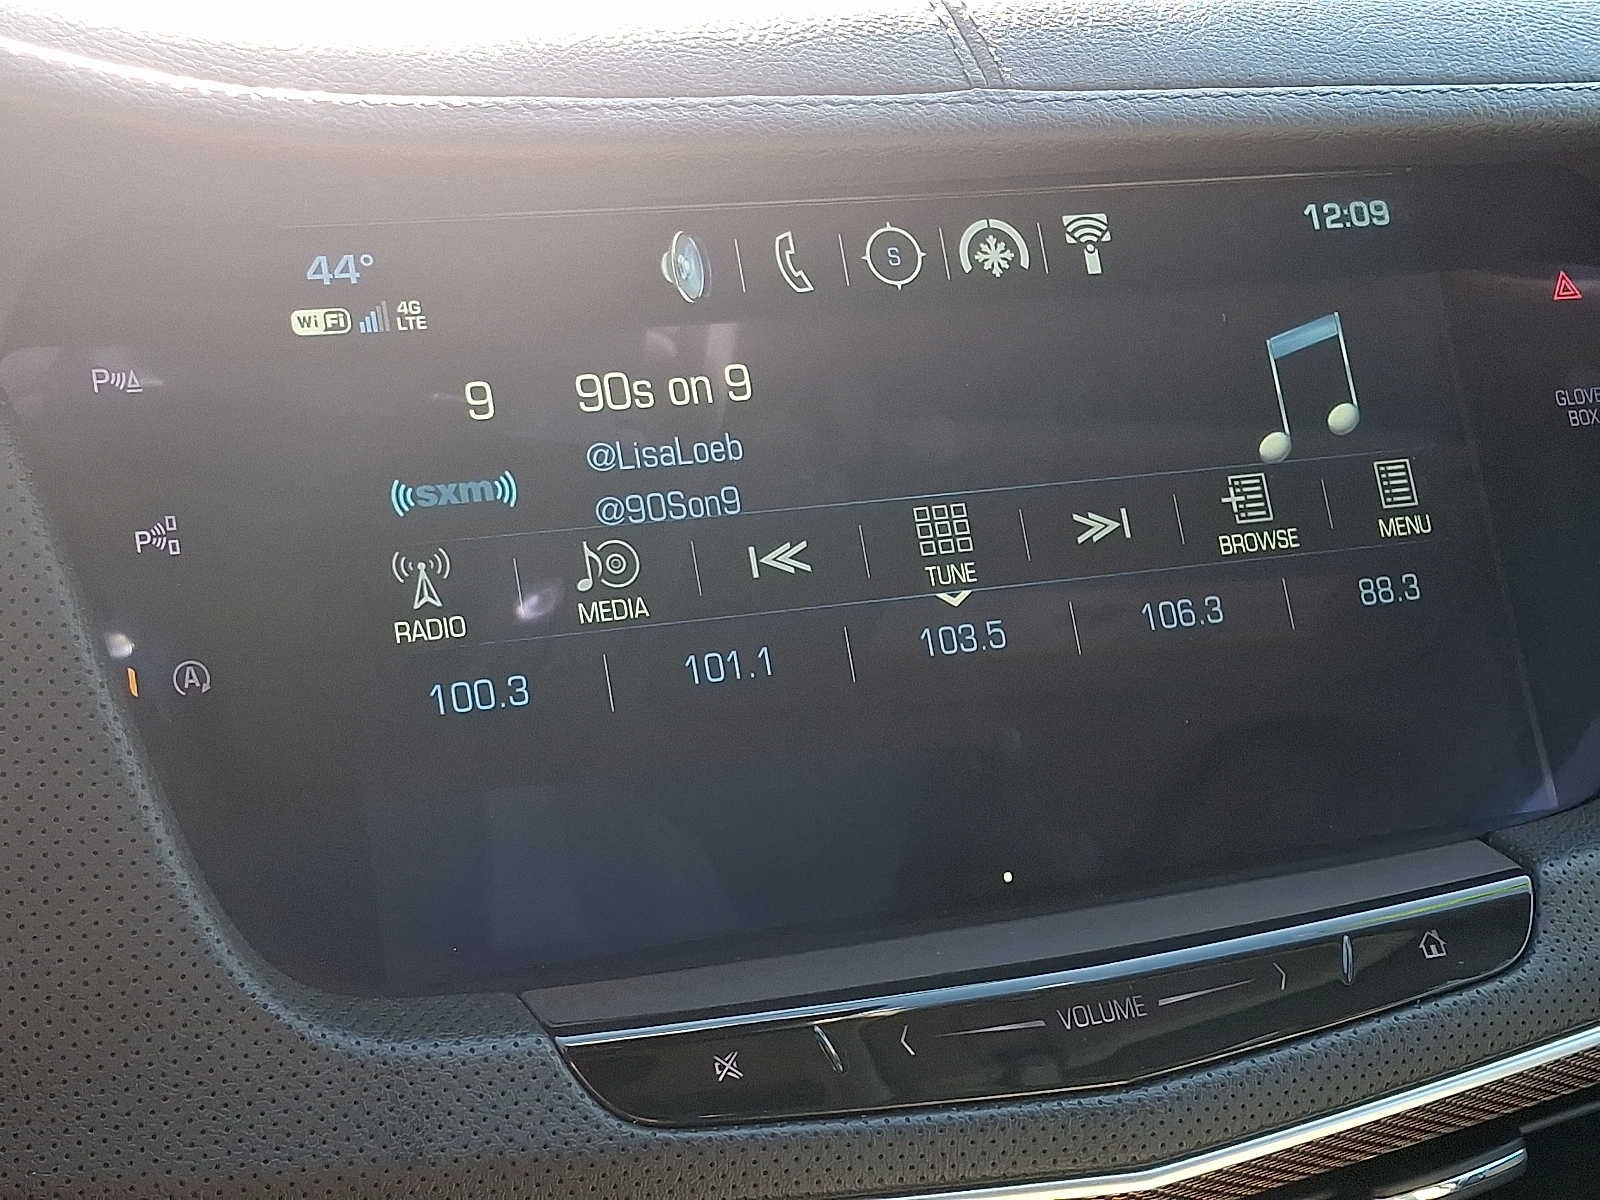 44°
12:09
WiFi 4G LTE
S
9 90s on 9
@LisaLoeb
sxm @90Son9
RADIO MEDIA TUNE BROWSE MENU
100.3 101.1 103.5 106.3 88.3
P
P
A
GLOVE
BOX
VOLUME